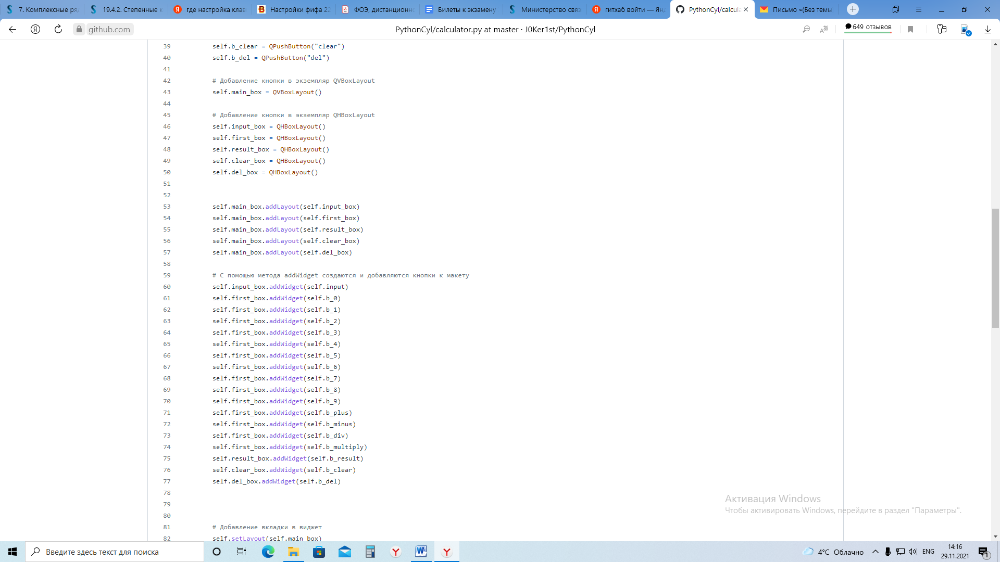 7. Комплексные ря
19.4.2. Степенные
где настройка клав
Настройки фифа 22
ФОЭ, дистанционн
Билеты к экзамену
Министерство связ
гитхаб войти — Ян
PythonCyl/calcula
Письмо «(Без темы
github.com
PythonCyl/calculator.py at master · J0Ker1st/PythonCyl
649 отзывов
39 self.b_clear = QPushButton("clear")
40 self.b_del = QPushButton("del")
41
42 # Добавление кнопки в экземпляр QVBoxLayout
43 self.main_box = QVBoxLayout()
44
45 # Добавление кнопки в экземпляр QHBoxLayout
46 self.input_box = QHBoxLayout()
47 self.first_box = QHBoxLayout()
48 self.result_box = QHBoxLayout()
49 self.clear_box = QHBoxLayout()
50 self.del_box = QHBoxLayout()
51
52
53 self.main_box.addLayout(self.input_box)
54 self.main_box.addLayout(self.first_box)
55 self.main_box.addLayout(self.result_box)
56 self.main_box.addLayout(self.clear_box)
57 self.main_box.addLayout(self.del_box)
58
59 # С помощью метода addWidget создаются и добавляются кнопки к макету
60 self.input_box.addWidget(self.input)
61 self.first_box.addWidget(self.b_0)
62 self.first_box.addWidget(self.b_1)
63 self.first_box.addWidget(self.b_2)
64 self.first_box.addWidget(self.b_3)
65 self.first_box.addWidget(self.b_4)
66 self.first_box.addWidget(self.b_5)
67 self.first_box.addWidget(self.b_6)
68 self.first_box.addWidget(self.b_7)
69 self.first_box.addWidget(self.b_8)
70 self.first_box.addWidget(self.b_9)
71 self.first_box.addWidget(self.b_plus)
72 self.first_box.addWidget(self.b_minus)
73 self.first_box.addWidget(self.b_div)
74 self.first_box.addWidget(self.b_multiply)
75 self.result_box.addWidget(self.b_result)
76 self.clear_box.addWidget(self.b_clear)
77 self.del_box.addWidget(self.b_del)
78
79
80
81 # Добавление вкладки в виджет
82 self.setLayout(self.main_box)
Активация Windows
Чтобы активировать Windows, перейдите в раздел "Параметры".
Введите здесь текст для поиска
4°C Облачно
ENG
14:16
29.11.2021
1